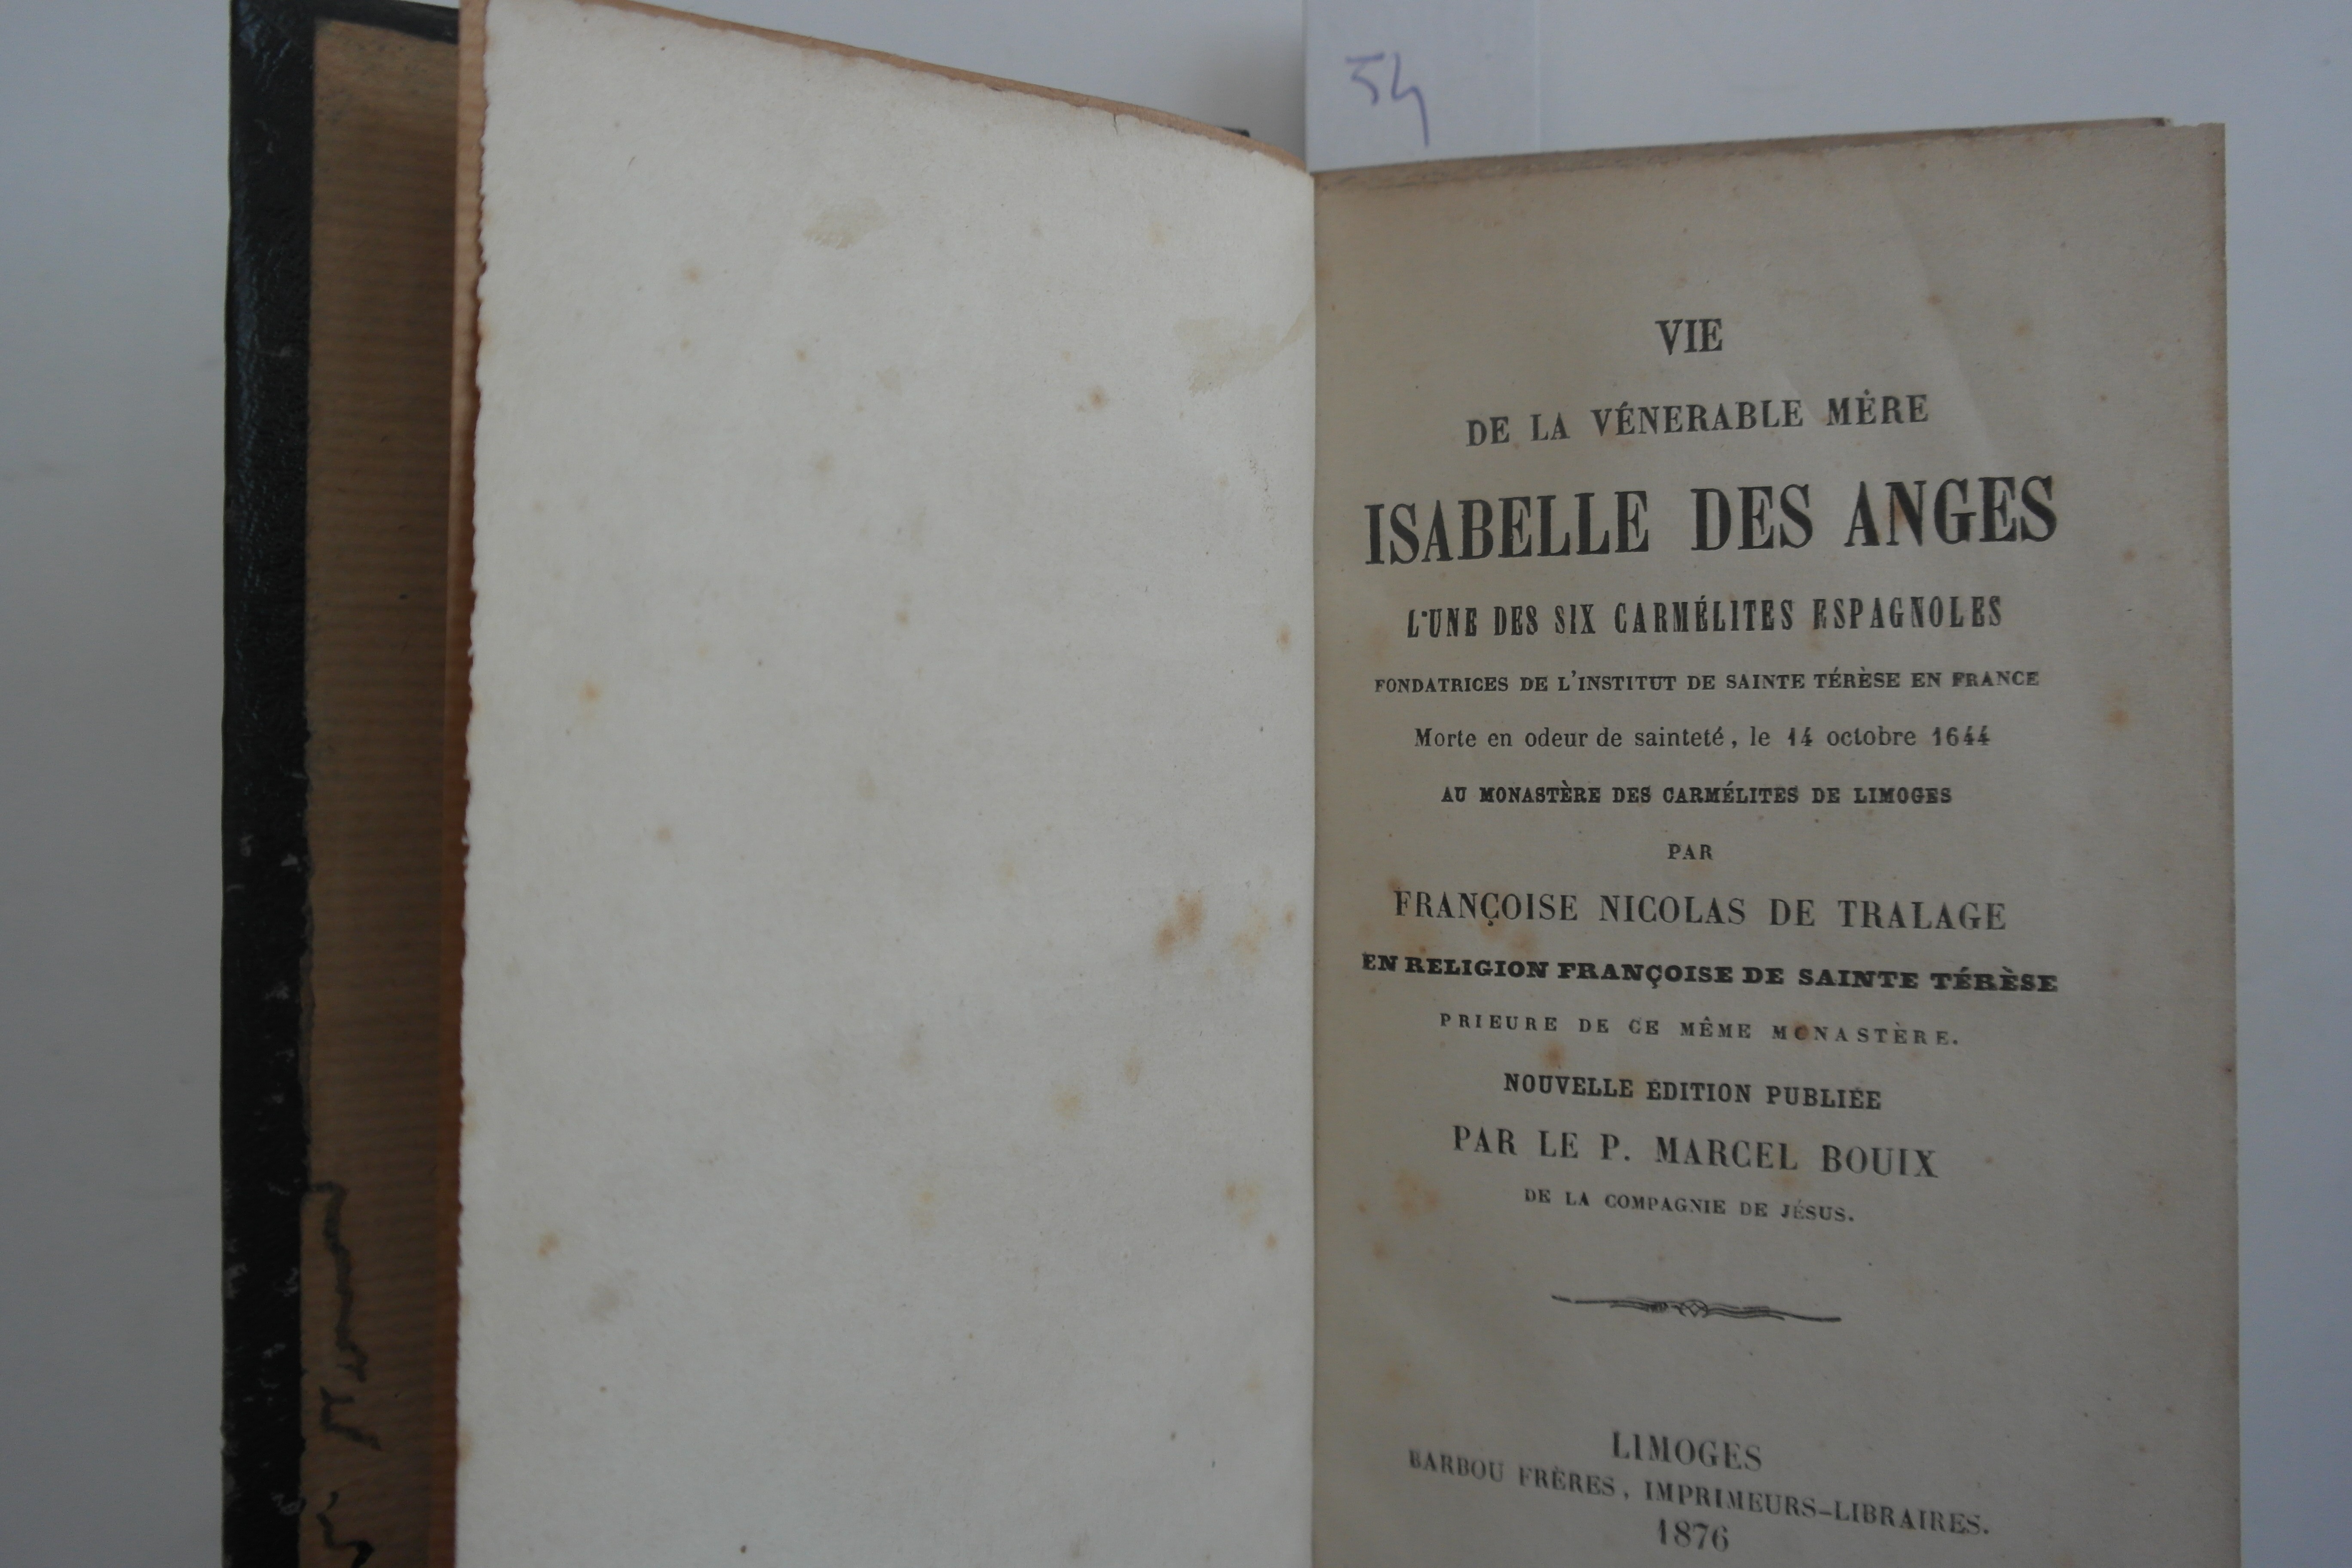 54
VIE
DE LA VÉNERABLE MÈRE
ISABELLE DES ANGES
L'UNE DES SIX CARMÉLITES ESPAGNOLES
FONDATRICES DE L'INSTITUT DE SAINTE TÉRÈSE EN FRANCE
Morte en odeur de sainteté, le 14 octobre 1644
AU MONASTÈRE DES CARMÉLITES DE LIMOGES
PAR
FRANÇOISE NICOLAS DE TRALAGE
EN RELIGION FRANÇOISE DE SAINTE TÉRÈSE
PRIEURE DE CE MÊME MONASTÈRE.
NOUVELLE EDITION PUBLIÉE
PAR LE P. MARCEL BOUIX
DE LA COMPAGNIE DE JÉSUS.
LIMOGES
BARBOU FRÈRES, IMPRIMEURS-LIBRAIRES.
1876